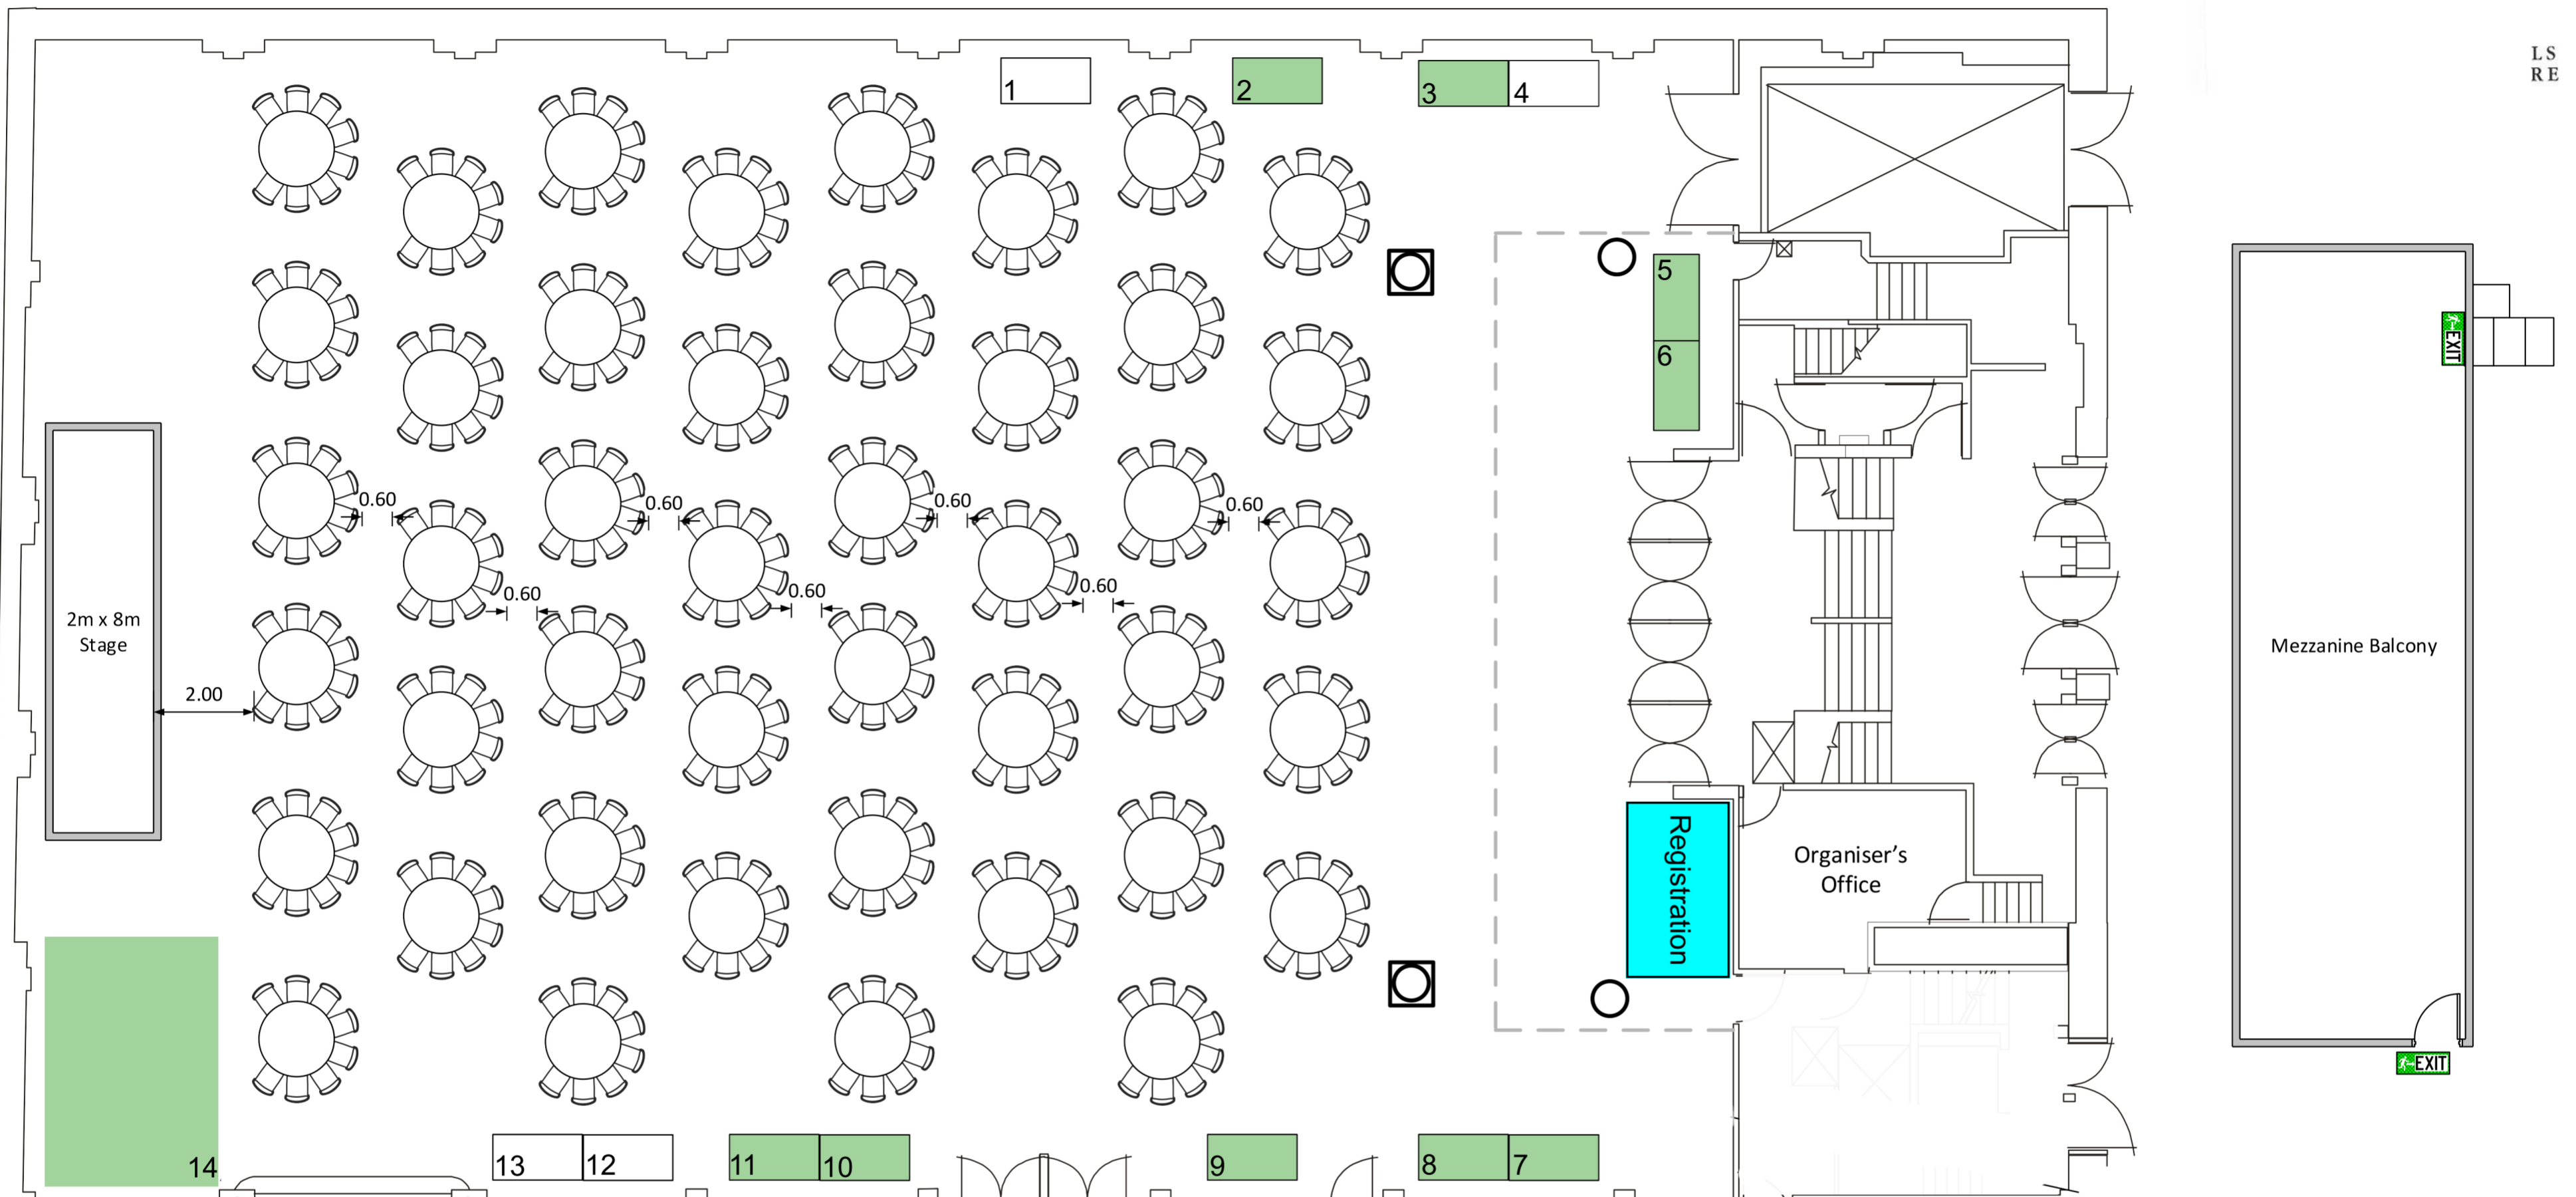 LS
RE
1
2
3
4
5
6
0.60
0.60
0.60
0.60
0.60
0.60
0.60
2m x 8m
Stage
2.00
Mezzanine Balcony
EXIT
Registration
Organiser’s
Office
EXIT
14
13
12
11
10
9
8
7